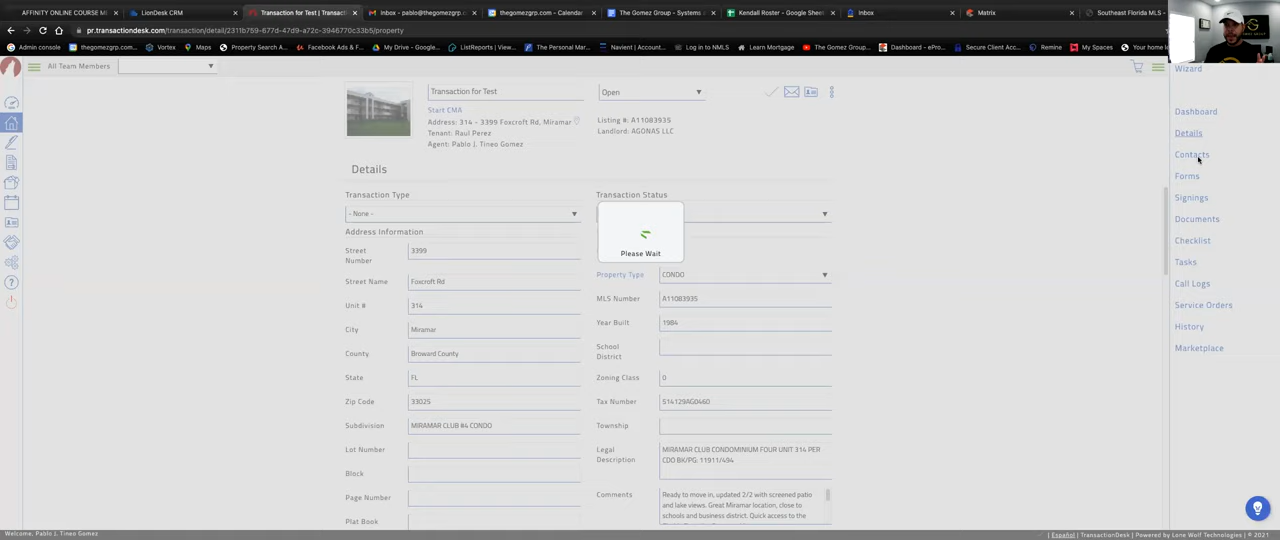 AFFINITY ONLINE COURSE M
LionDesk CRM
Transaction for Test | Transacti
Inbox - pablo@thegomezgrp.c
thegomezgrp.com - Calendar
The Gomez Group - Systems
Kendall Roster - Google Sheet
Inbox
Matrix
Southeast Florida MLS -
pr.transactiondesk.com/transaction/detail/2311b759-677d-47d9-a72c-3946770c33b5/property
Admin console
thegomezgrp.com
Vortex
Maps
Property Search A...
Facebook Ads & F...
My Drive - Google...
ListReports | View...
The Personal Mar...
Navient | Account...
Log in to NMLS
Learn Mortgage
The Gomez Group...
Dashboard - ePro...
Secure Client Acc...
Remine
My Spaces
Your home lo
All Team Members
Wizard
Transaction for Test
Open
Start CMA
Address: 314 - 3399 Foxcroft Rd, Miramar
Tenant: Raul Perez
Agent: Pablo J. Tineo Gomez
Listing #: A11083935
Landlord: AGONAS LLC
Dashboard
Details
Contacts
Forms
Signings
Documents
Checklist
Tasks
Call Logs
Service Orders
History
Marketplace
Details
Transaction Type
Transaction Status
- None -
Address Information
Please Wait
Street Number
3399
Street Name
Foxcroft Rd
Unit #
314
City
Miramar
County
Broward County
State
FL
Zip Code
33025
Subdivision
MIRAMAR CLUB #4 CONDO
Lot Number
Block
Page Number
Plat Book
Property Type
CONDO
MLS Number
A11083935
Year Built
1984
School District
Zoning Class
0
Tax Number
514129AG0460
Township
Legal Description
MIRAMAR CLUB CONDOMINIUM FOUR UNIT 314 PER
CDO BK/PG: 11911/494
Comments
Ready to move in, updated 2/2 with screened patio
and lake views. Great Miramar location, close to
schools and business district. Quick access to the
Welcome, Pablo J. Tineo Gomez
| Español | TransactionDesk | Powered by Lone Wolf Technologies | © 2021